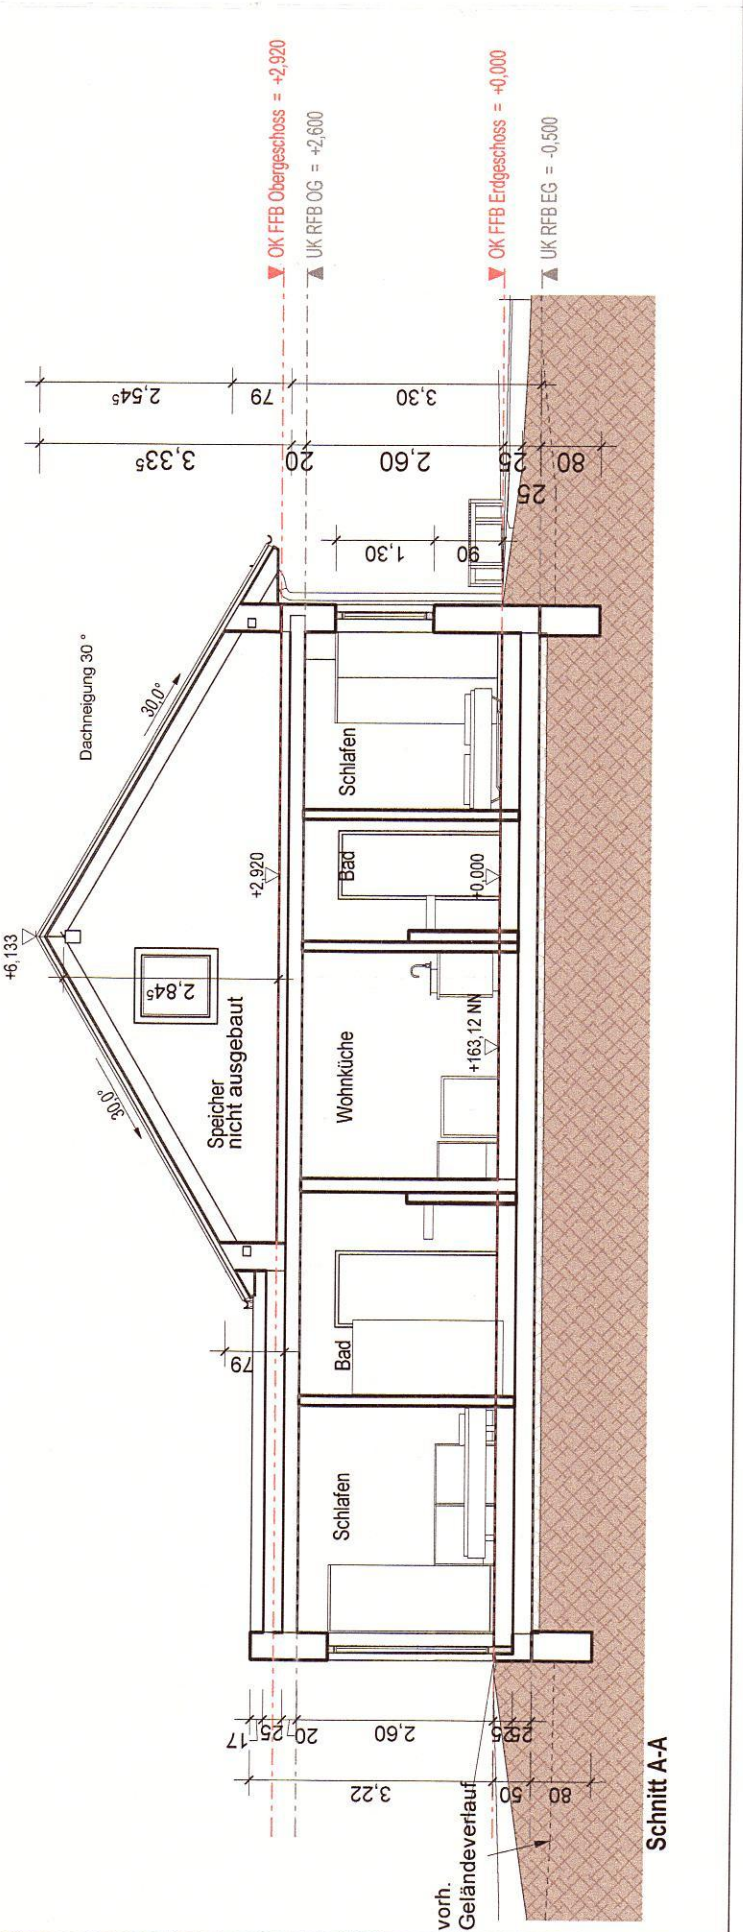 +6,133
Dachneigung 30 °
30,0°
30,0°
2,84⁵
Speicher
nicht ausgebaut
+2,920
79
Schlafen
Bad
Wohnküche
Bad
Schlafen
+163,12 NN
+0,000
OK FFB Obergeschoss = +2,920
UK RFB OG = +2,600
OK FFB Erdgeschoss = +0,000
UK RFB EG = -0,500
2,54⁵
79
3,30
3,33⁵
20
2,60
25
25
80
1,30
90
17
25
20
2,60
25
25
3,22
50
80
vorh.
Geländeverlauf
Schnitt A-A